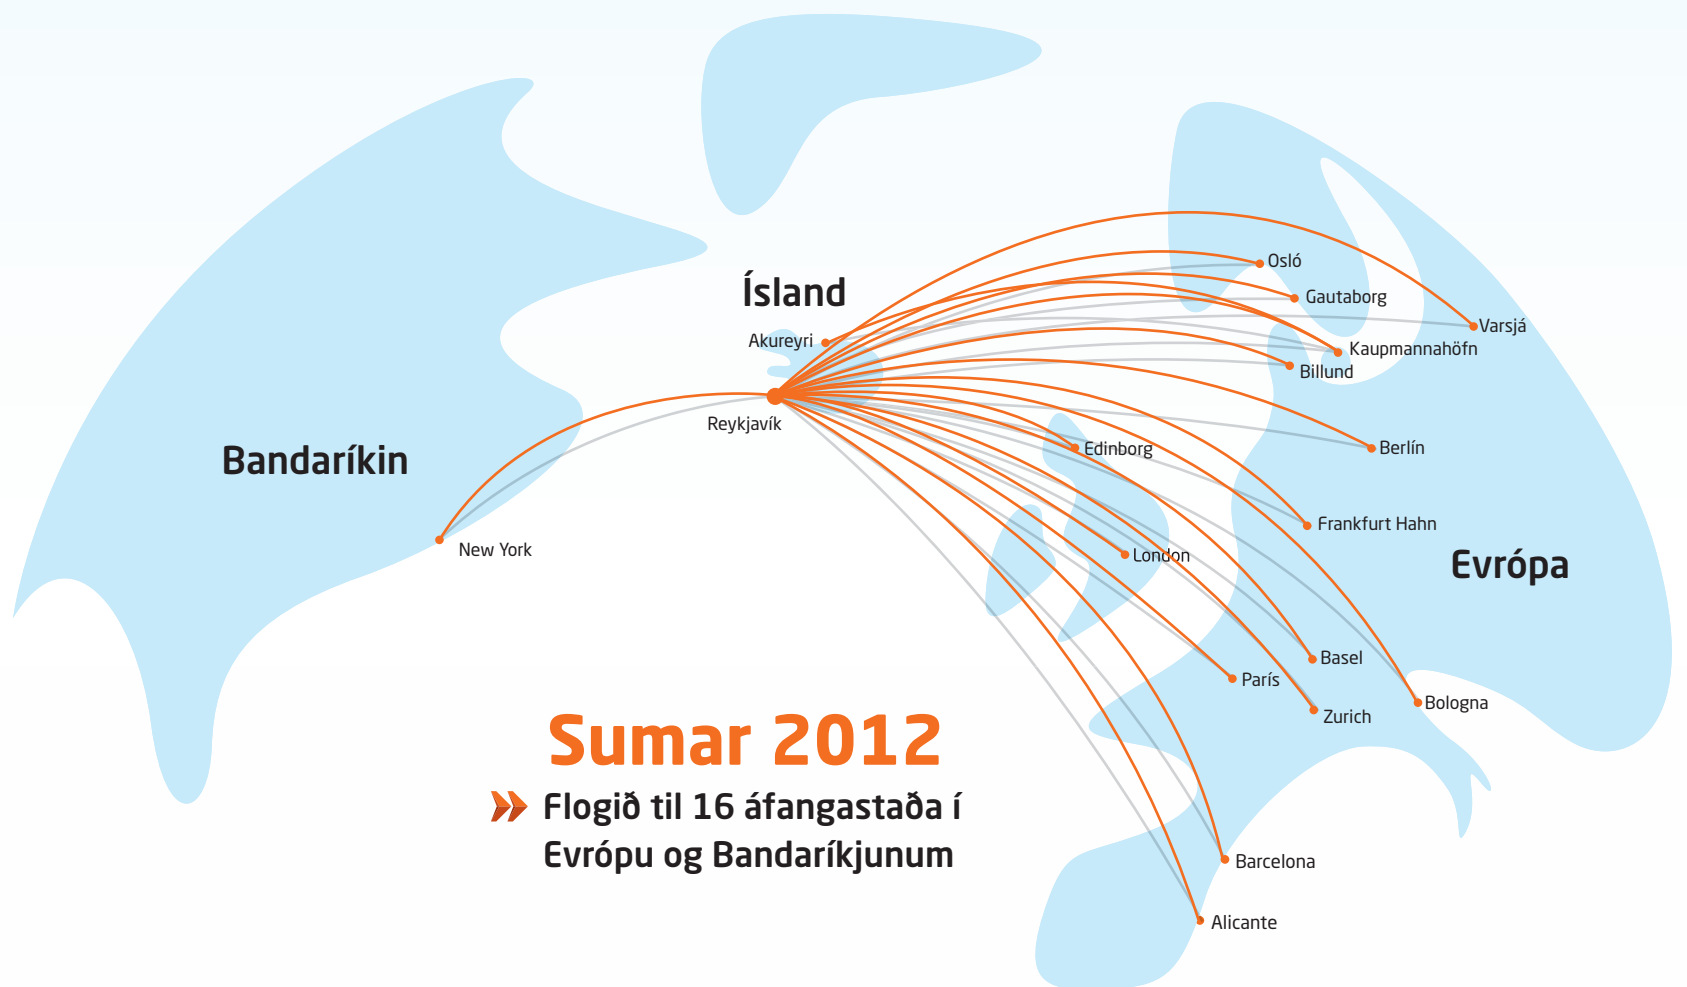 Osló
Ísland
Gautaborg
Varsjá
Akureyri
Kaupmannahöfn
Billund
Reykjavík
Bandaríkin
Edinborg
Berlín
Frankfurt Hahn
New York
London
Evrópa
Basel
París
Bologna
Zurich
Sumar 2012
Flogið til 16 áfangastaða í
Evrópu og Bandaríkjunum
Barcelona
Alicante